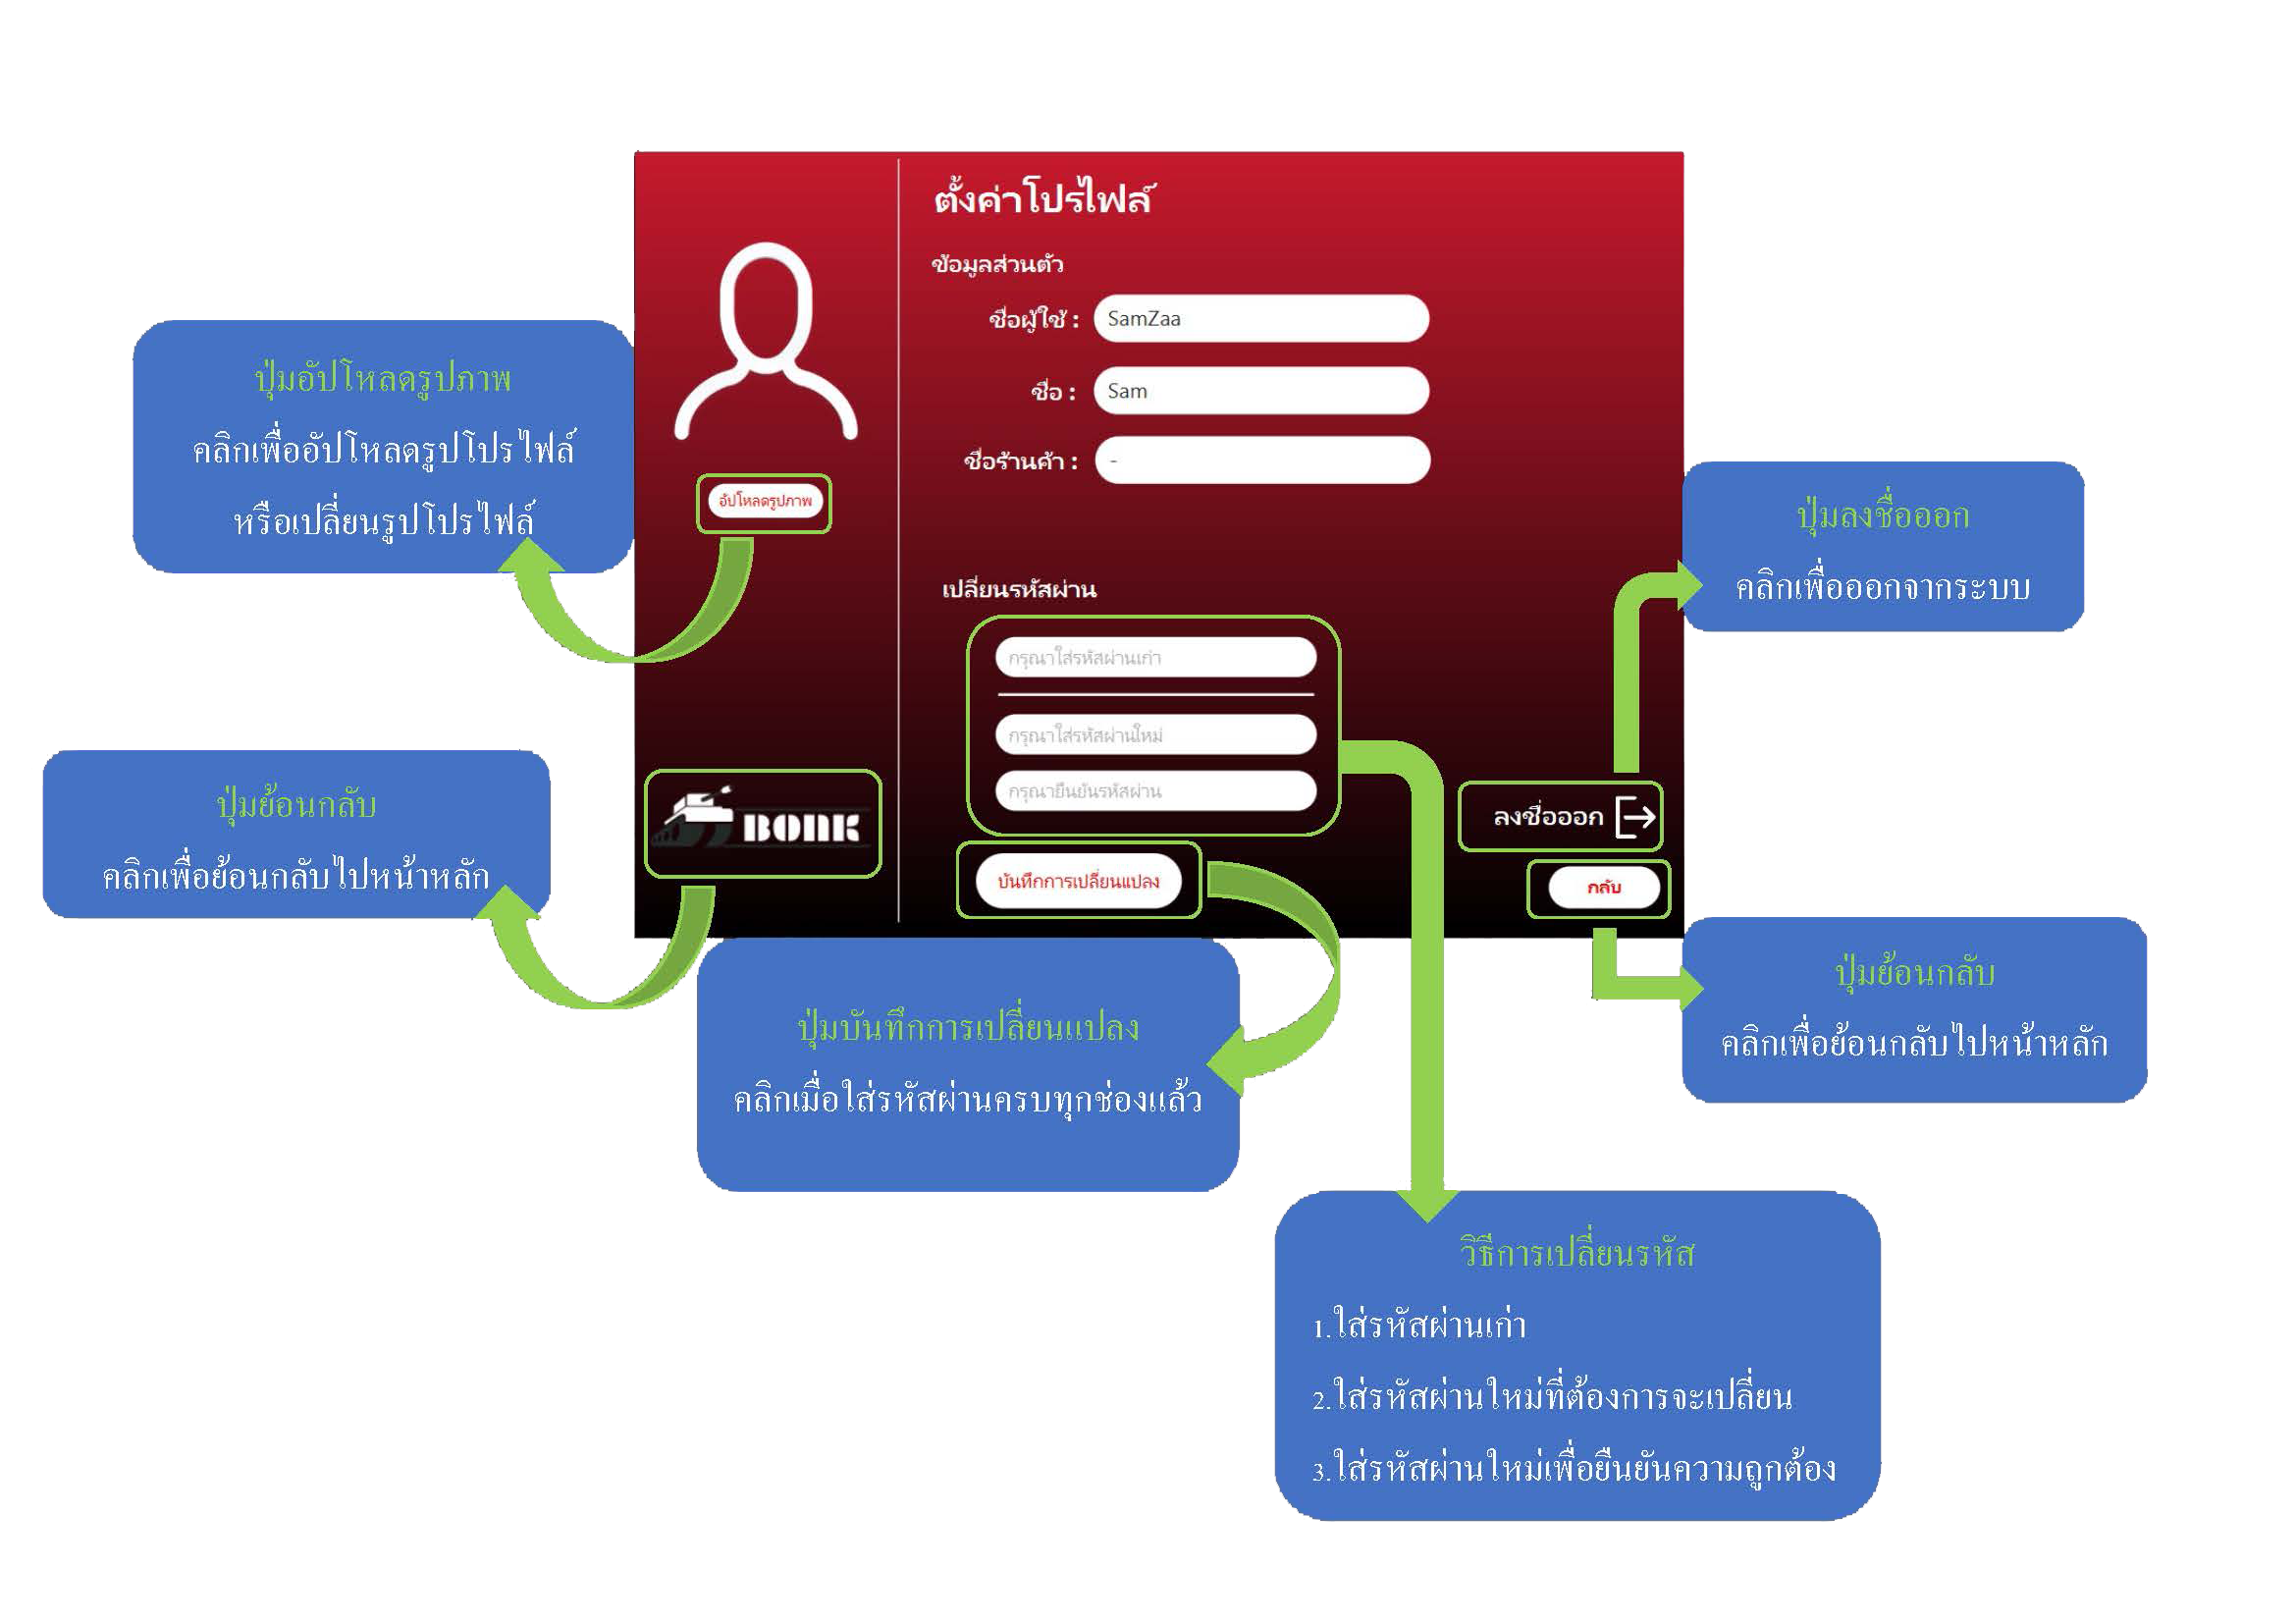 ตั้งค่าโปรไฟล์
ข้อมูลส่วนตัว
ชื่อผู้ใช้ : SamZaa
ชื่อ : Sam
ชื่อร้านค้า : -
อัปโหลดรูปภาพ
ปุ่มอัปโหลดรูปภาพ
คลิกเพื่ออัปโหลดรูปโปรไฟล์
หรือเปลี่ยนรูปโปรไฟล์
ปุ่มลงชื่อออก
คลิกเพื่อออกจากระบบ
เปลี่ยนรหัสผ่าน
กรุณาใส่รหัสผ่านเก่า
กรุณาใส่รหัสผ่านใหม่
กรุณายืนยันรหัสผ่าน
บันทึกการเปลี่ยนแปลง
BONK
ลงชื่อออก
กลับ
ปุ่มย้อนกลับ
คลิกเพื่อย้อนกลับไปหน้าหลัก
ปุ่มย้อนกลับ
คลิกเพื่อย้อนกลับไปหน้าหลัก
ปุ่มบันทึกการเปลี่ยนแปลง
คลิกเมื่อใส่รหัสผ่านครบทุกช่องแล้ว
วิธีการเปลี่ยนรหัส
1.ใส่รหัสผ่านเก่า
2.ใส่รหัสผ่านใหม่ที่ต้องการจะเปลี่ยน
3.ใส่รหัสผ่านใหม่เพื่อยืนยันความถูกต้อง